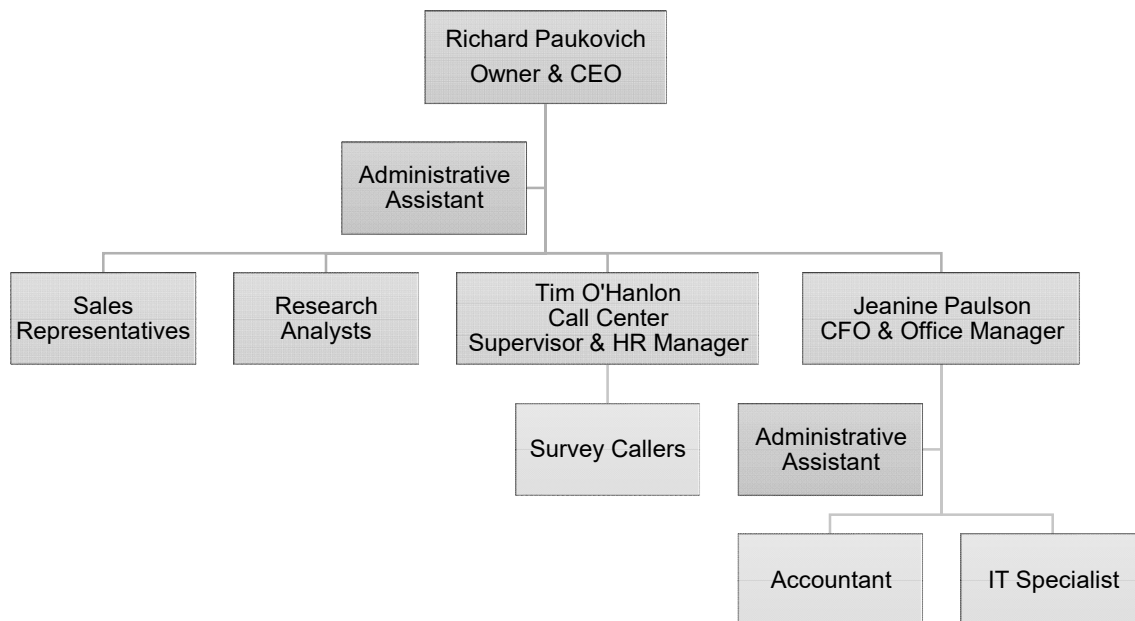 Richard Paukovich
Owner & CEO
Administrative
Assistant
Sales
Representatives
Research
Analysts
Tim O'Hanlon
Call Center
Supervisor & HR Manager
Jeanine Paulson
CFO & Office Manager
Survey Callers
Administrative
Assistant
Accountant
IT Specialist